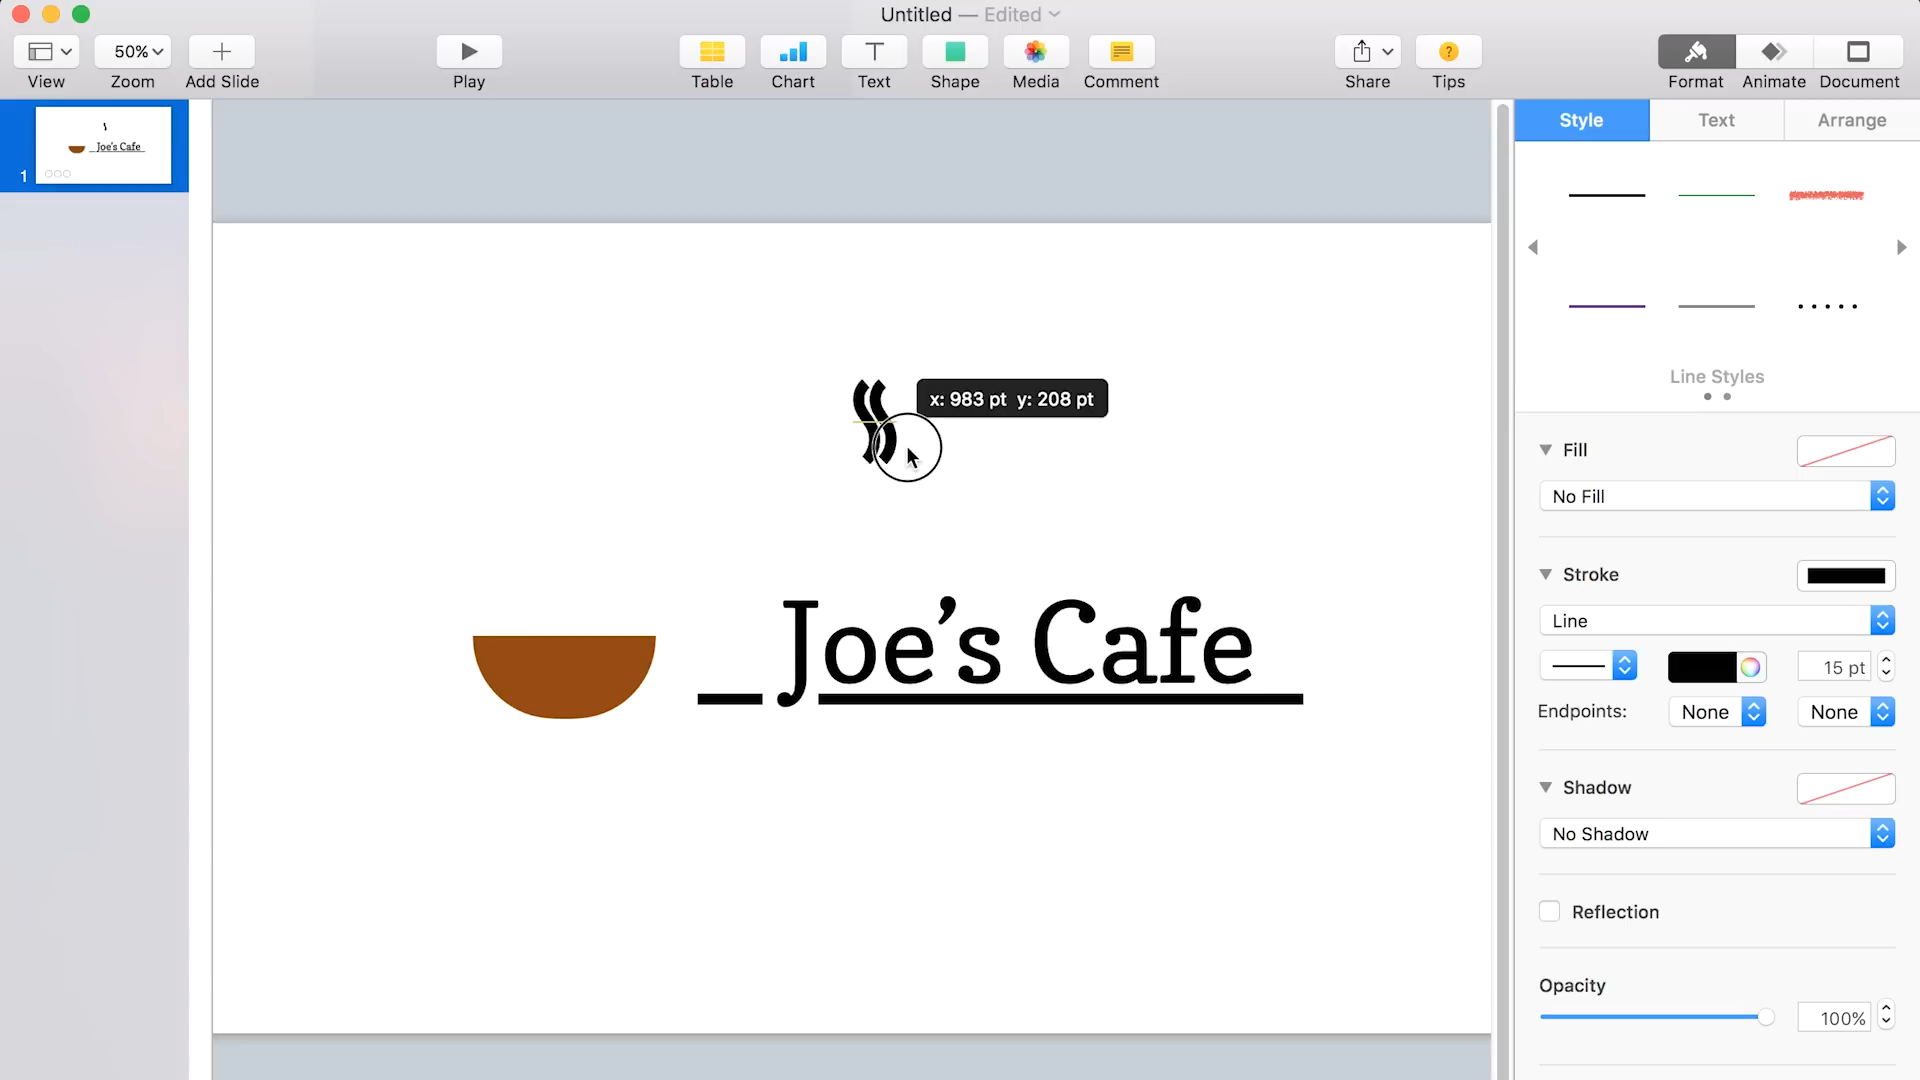 Untitled — Edited
50%
View
Zoom
Add Slide
Play
Table
Chart
Text
Shape
Media
Comment
Share
Tips
Format
Animate
Document
Style
Text
Arrange
Joe's Cafe
1
Line Styles
x: 983 pt y: 208 pt
Joe’s Cafe
Fill
No Fill
Stroke
Line
15 pt
Endpoints:
None
None
Shadow
No Shadow
Reflection
Opacity
100%